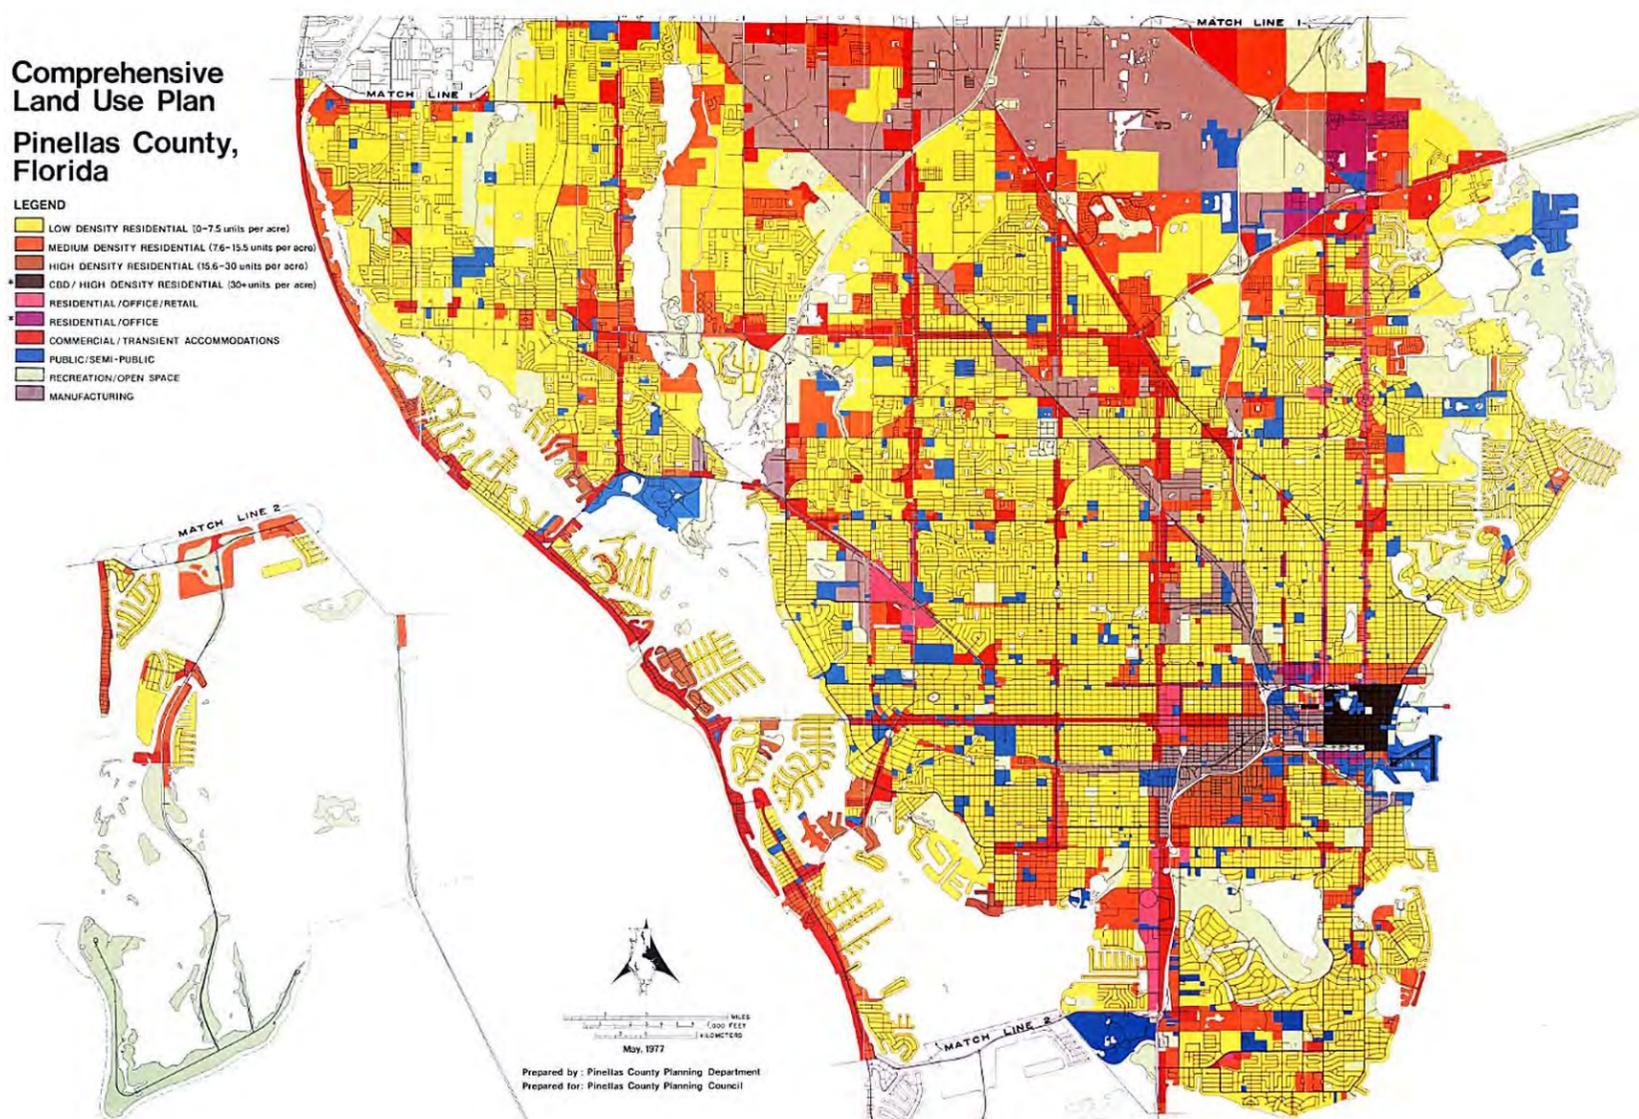 MATCH LINE 1
Comprehensive
Land Use Plan
Pinellas County,
Florida
MATCH LINE 1
LEGEND
LOW DENSITY RESIDENTIAL (0-7.5 units per acre)
MEDIUM DENSITY RESIDENTIAL (7.6-15.5 units per acre)
HIGH DENSITY RESIDENTIAL (15.6-30 units per acre)
* CBD/ HIGH DENSITY RESIDENTIAL (30+units per acre)
RESIDENTIAL/OFFICE/RETAIL
* RESIDENTIAL/OFFICE
COMMERCIAL/TRANSIENT ACCOMMODATIONS
PUBLIC/SEMI-PUBLIC
RECREATION/OPEN SPACE
MANUFACTURING
MATCH LINE 2
MILES
,000 FEET
KILOMETERS
May, 1977
MATCH LINE 2
Prepared by : Pinellas County Planning Department
Prepared for: Pinellas County Planning Council